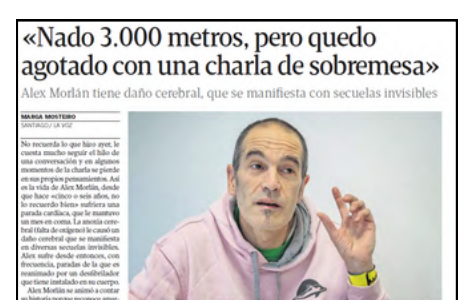 «Nado 3.000 metros, pero quedo
agotado con una charla de sobremesa»
Alex Morlán tiene daño cerebral, que se manifiesta con secuelas invisibles
MARGA MOSTEIRO
SANTIAGO / LA VOZ
No recuerda lo que hizo ayer, le
cuesta mucho seguir el hilo de
una conversación y en algunos
momentos de la charla se pierde
en sus propios pensamientos. Así
es la vida de Alex Morlán, desde
que hace «cinco o seis años, no
lo recuerdo bien» sufriera una
parada cardíaca, que le mantuvo
un mes en coma. La anoxia cere-
bral (falta de oxígeno) le causó un
daño cerebral que se manifiesta
en diversas secuelas invisibles.
Alex sufre desde entonces, con
frecuencia, paradas de la que es
reanimado por un desfibrilador
que tiene instalado en su cuerpo.
Alex Morlán se animó a contar
su historia porque reconoce